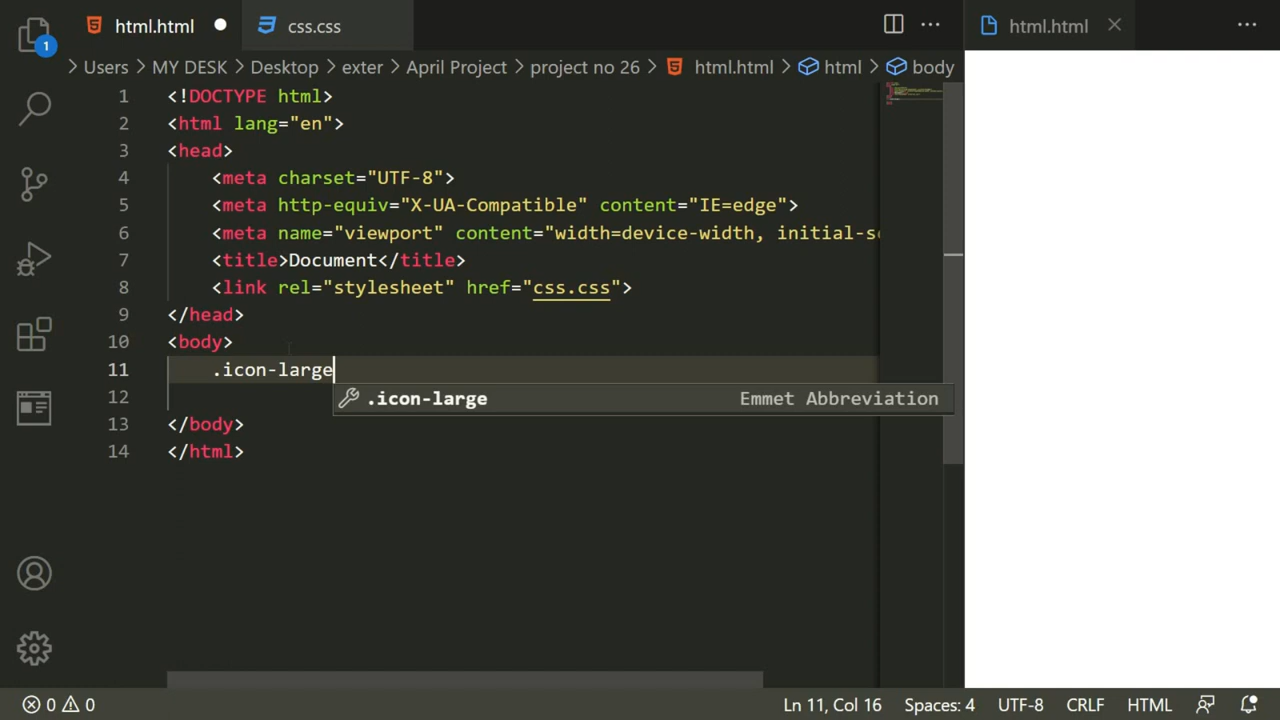 html.html
css.css
html.html
1
Users MY DESK Desktop exter April Project project no 26 html.html html body
1 <!DOCTYPE html>
2 <html lang="en">
3 <head>
4 <meta charset="UTF-8">
5 <meta http-equiv="X-UA-Compatible" content="IE=edge">
6 <meta name="viewport" content="width=device-width, initial-sc
7 <title>Document</title>
8 <link rel="stylesheet" href="css.css">
9 </head>
10 <body>
11 .icon-large
12 .icon-large Emmet Abbreviation
13 </body>
14 </html>
0 0 Ln 11, Col 16 Spaces: 4 UTF-8 CRLF HTML